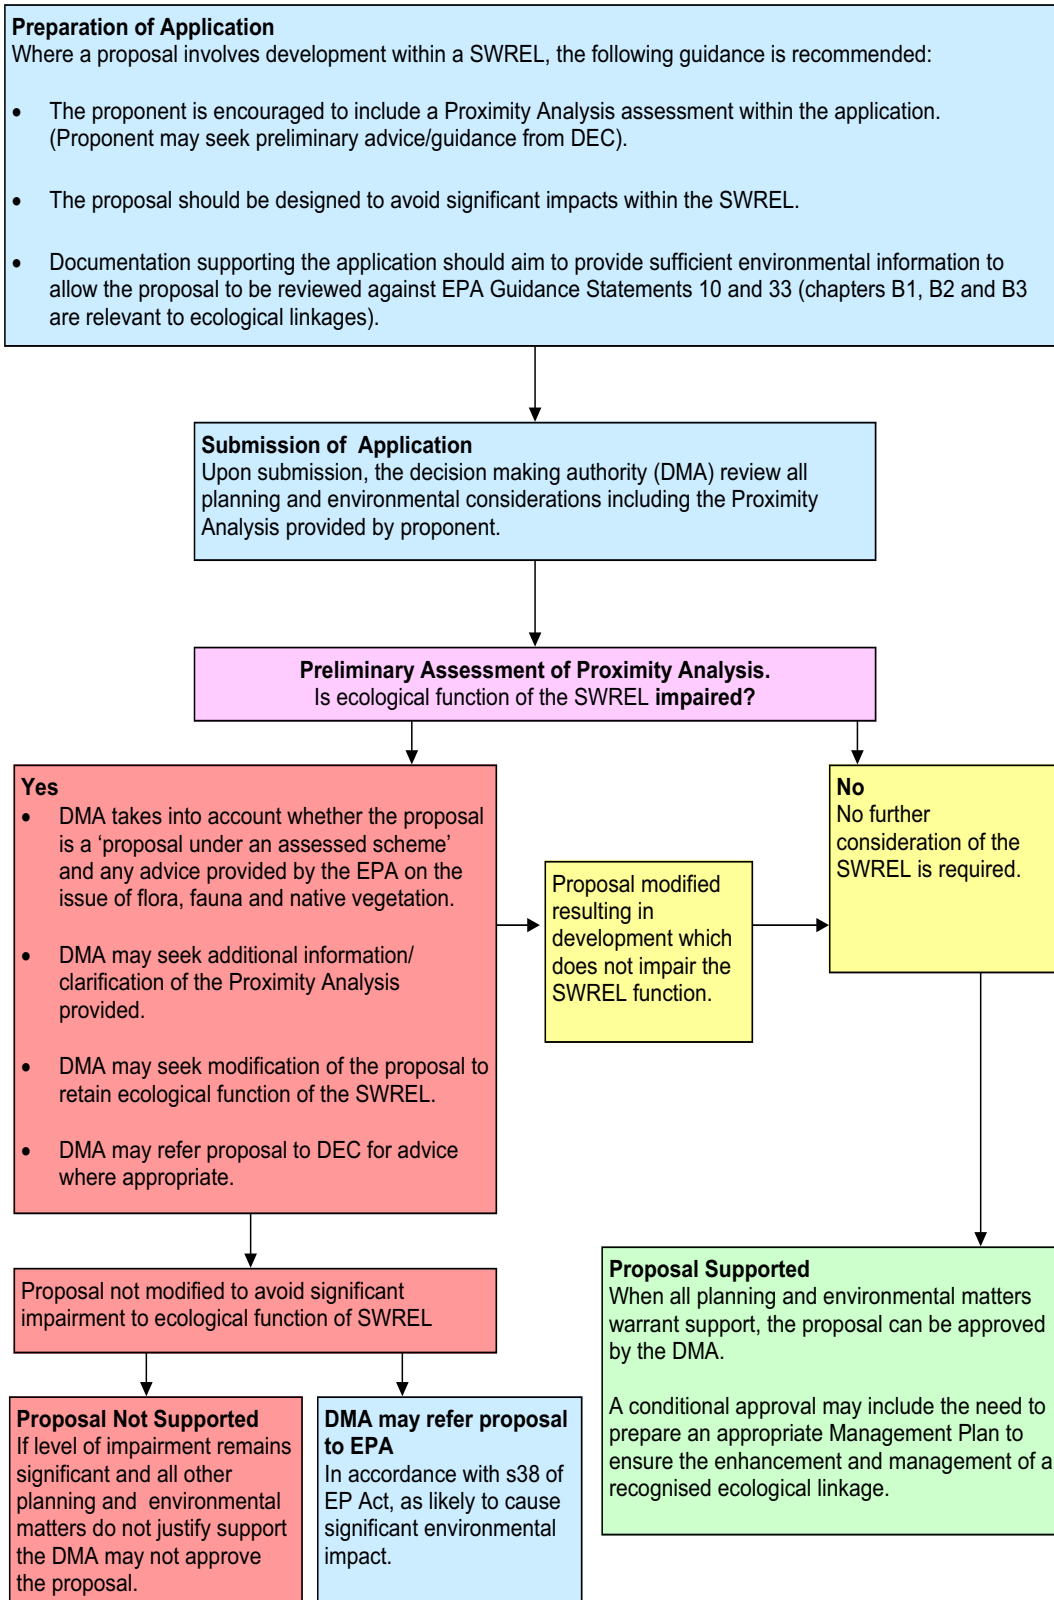 Preparation of Application
Where a proposal involves development within a SWREL, the following guidance is recommended:
• The proponent is encouraged to include a Proximity Analysis assessment within the application.
(Proponent may seek preliminary advice/guidance from DEC).
• The proposal should be designed to avoid significant impacts within the SWREL.
• Documentation supporting the application should aim to provide sufficient environmental information to
allow the proposal to be reviewed against EPA Guidance Statements 10 and 33 (chapters B1, B2 and B3
are relevant to ecological linkages).
Submission of Application
Upon submission, the decision making authority (DMA) review all
planning and environmental considerations including the Proximity
Analysis provided by proponent.
Preliminary Assessment of Proximity Analysis.
Is ecological function of the SWREL impaired?
Yes
• DMA takes into account whether the proposal
is a ‘proposal under an assessed scheme’
and any advice provided by the EPA on the
issue of flora, fauna and native vegetation.
• DMA may seek additional information/
clarification of the Proximity Analysis
provided.
• DMA may seek modification of the proposal to
retain ecological function of the SWREL.
• DMA may refer proposal to DEC for advice
where appropriate.
Proposal modified
resulting in
development which
does not impair the
SWREL function.
No
No further
consideration of the
SWREL is required.
Proposal not modified to avoid significant
impairment to ecological function of SWREL
Proposal Not Supported
If level of impairment remains
significant and all other
planning and environmental
matters do not justify support
the DMA may not approve
the proposal.
DMA may refer proposal
to EPA
In accordance with s38 of
EP Act, as likely to cause
significant environmental
impact.
Proposal Supported
When all planning and environmental matters
warrant support, the proposal can be approved
by the DMA.
A conditional approval may include the need to
prepare an appropriate Management Plan to
ensure the enhancement and management of a
recognised ecological linkage.